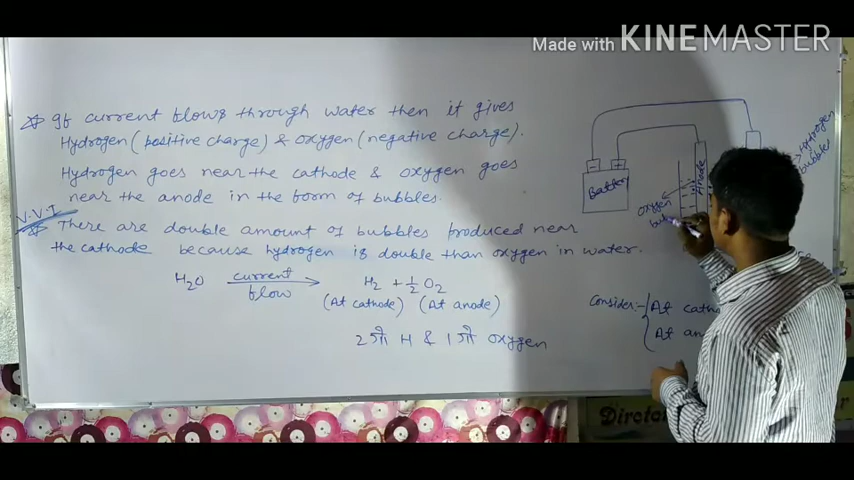 Made with KINEMASTER
If current flows through water then it gives
Hydrogen (positive charge) & oxygen (negative charge).
Hydrogen goes near the cathode & oxygen goes
near the anode in the form of bubbles.
V.V.I
There are double amount of bubbles produced near
the cathode because hydrogen is double than oxygen in water.
H2O current flow → H2 + 1/2 O2
(At cathode) (At anode)
2 ग्री H & 1 ग्री oxygen
- +
Battery
Anode
oxygen
Hydrogen
bubbles
Consider:-
At
At
Director